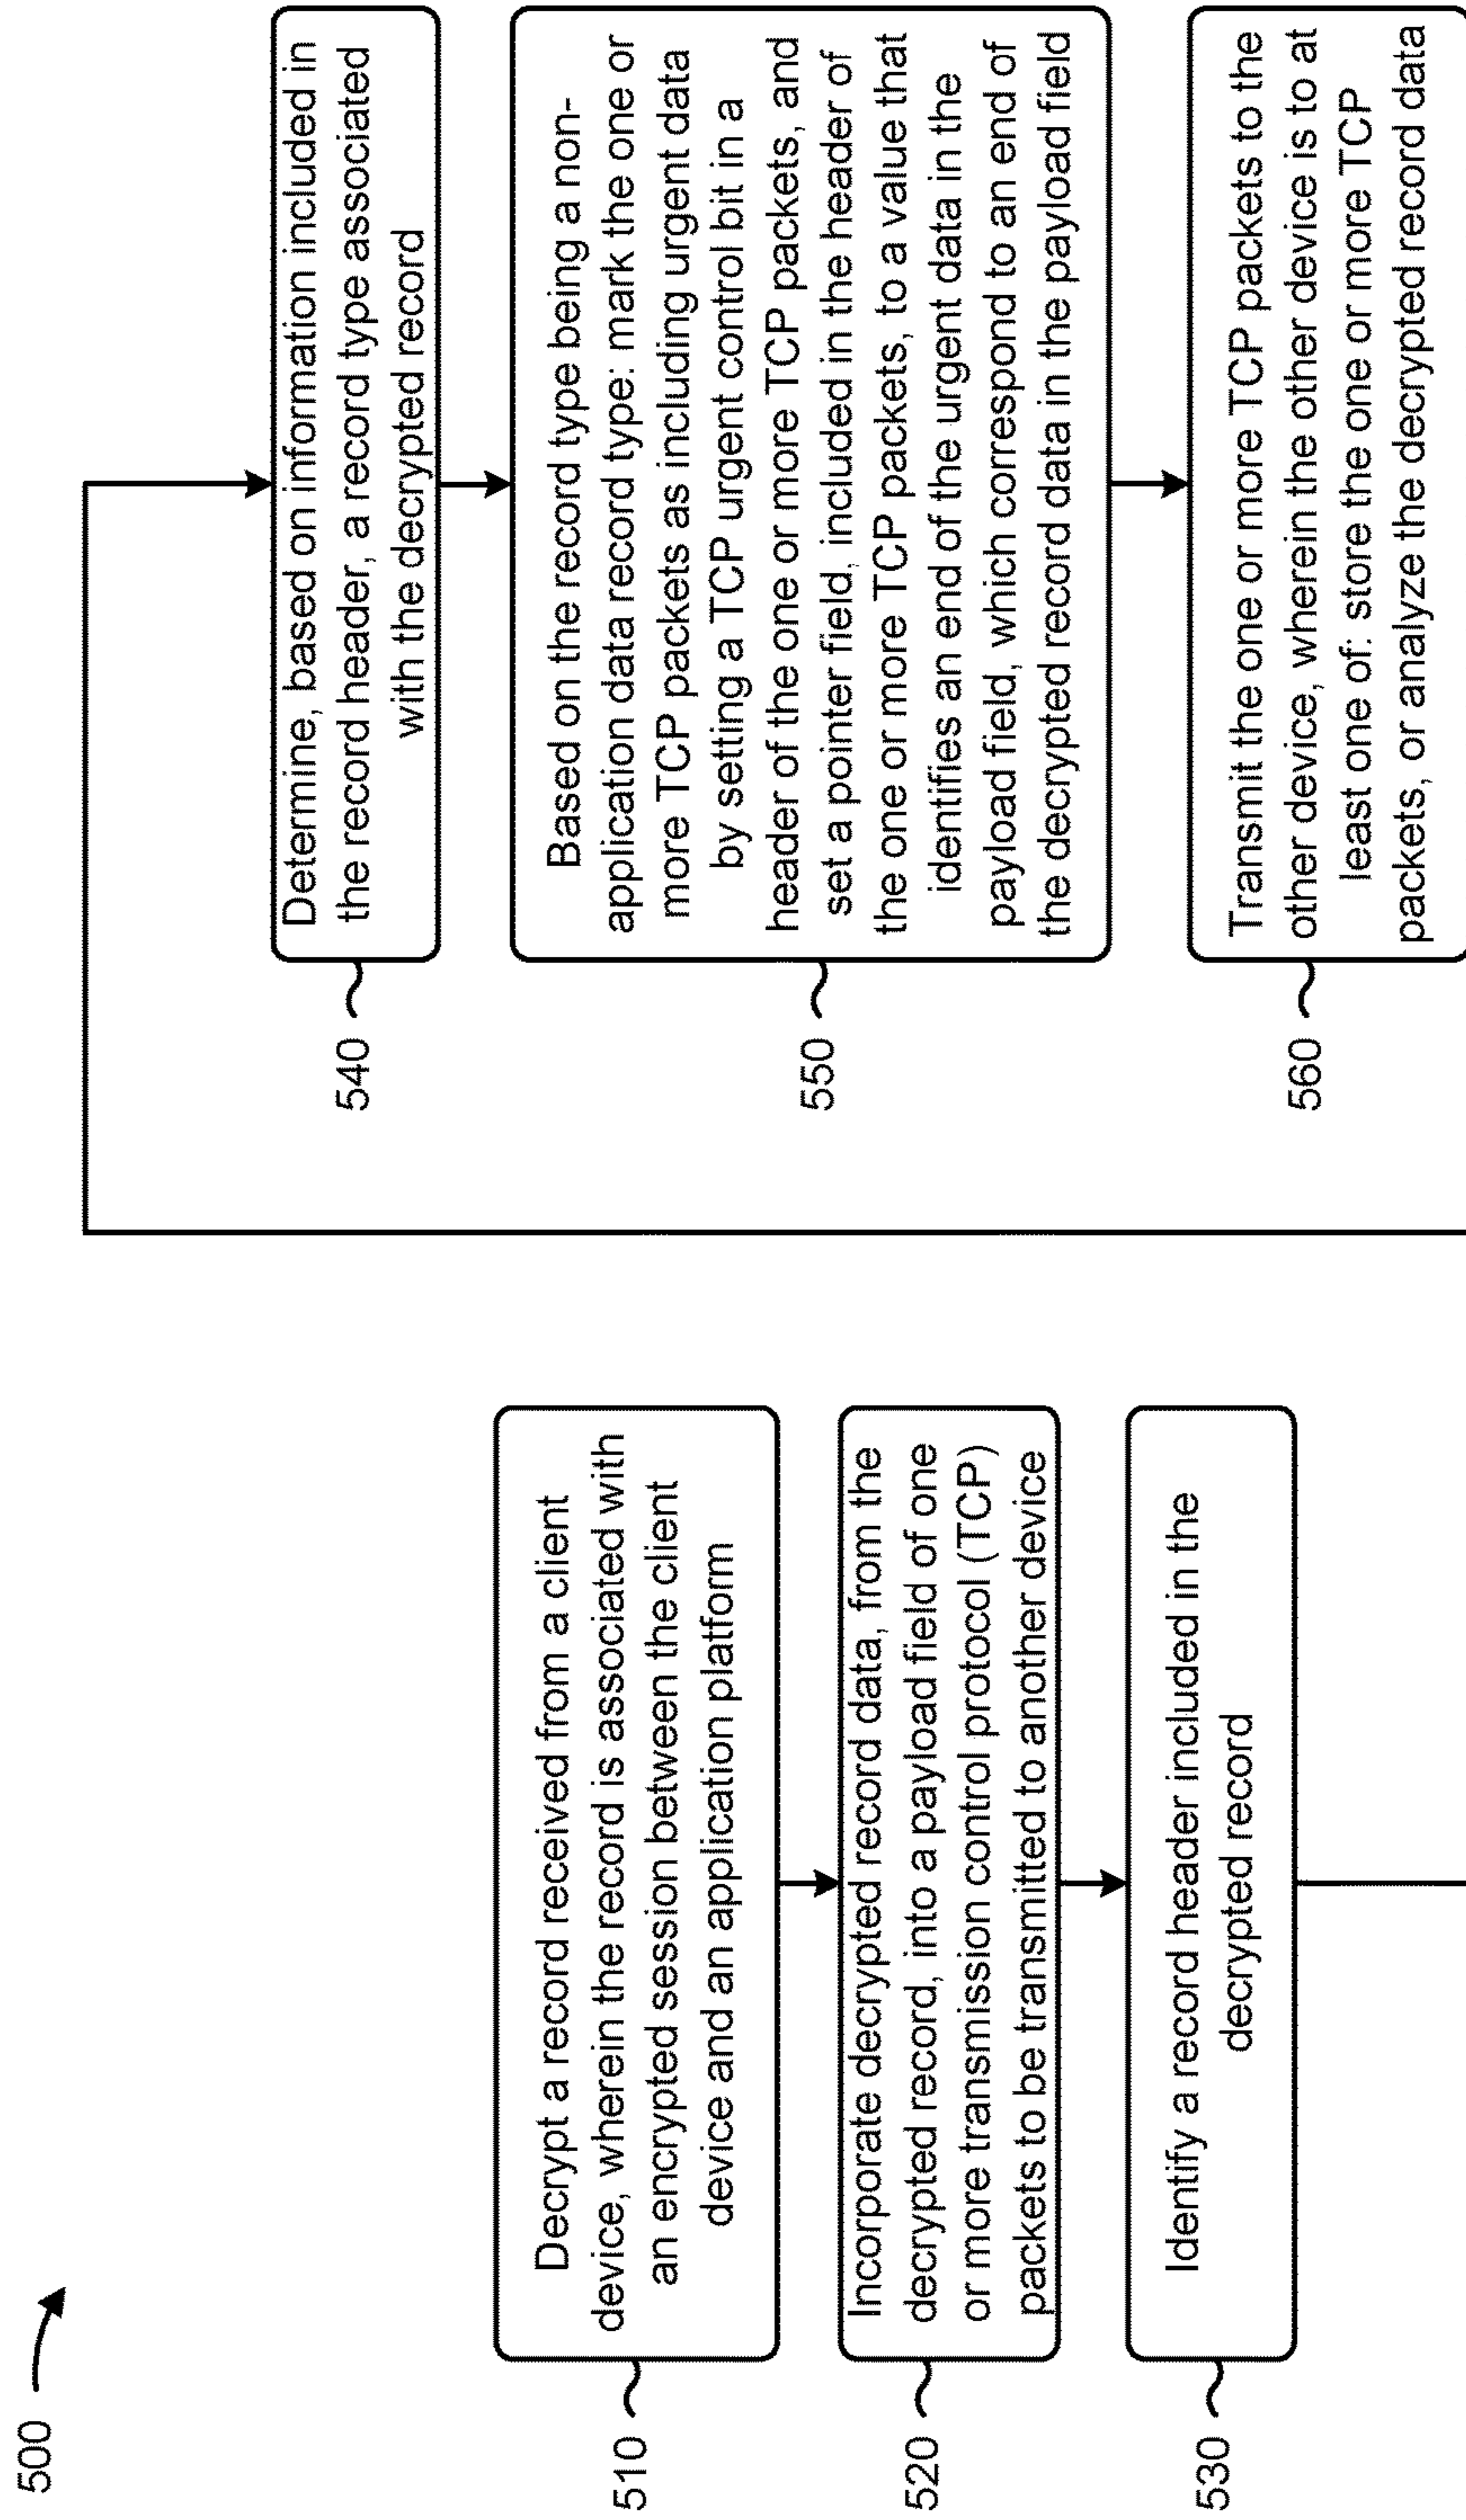 500
510
Decrypt a record received from a client
device, wherein the record is associated with
an encrypted session between the client
device and an application platform
520
Incorporate decrypted record data, from the
decrypted record, into a payload field of one
or more transmission control protocol (TCP)
packets to be transmitted to another device
530
Identify a record header included in the
decrypted record
540
Determine, based on information included in
the record header, a record type associated
with the decrypted record
550
Based on the record type being a non-
application data record type: mark the one or
more TCP packets as including urgent data
by setting a TCP urgent control bit in a
header of the one or more TCP packets, and
set a pointer field, included in the header of
the one or more TCP packets, to a value that
identifies an end of the urgent data in the
payload field, which correspond to an end of
the decrypted record data in the payload field
560
Transmit the one or more TCP packets to the
other device, wherein the other device is to at
least one of: store the one or more TCP
packets, or analyze the decrypted record data